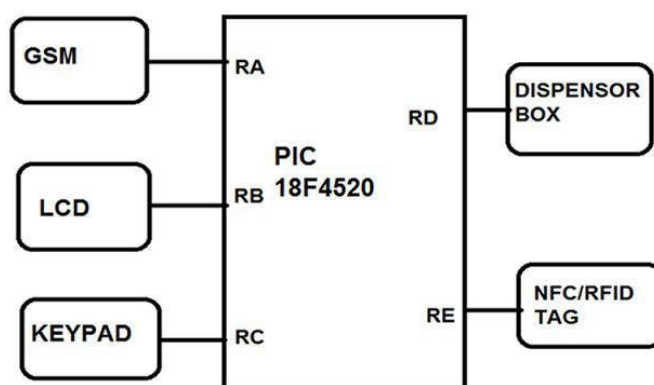 GSM
RA
LCD
RB
KEYPAD
RC
PIC
18F4520
RD
DISPENSOR
BOX
RE
NFC/RFID
TAG